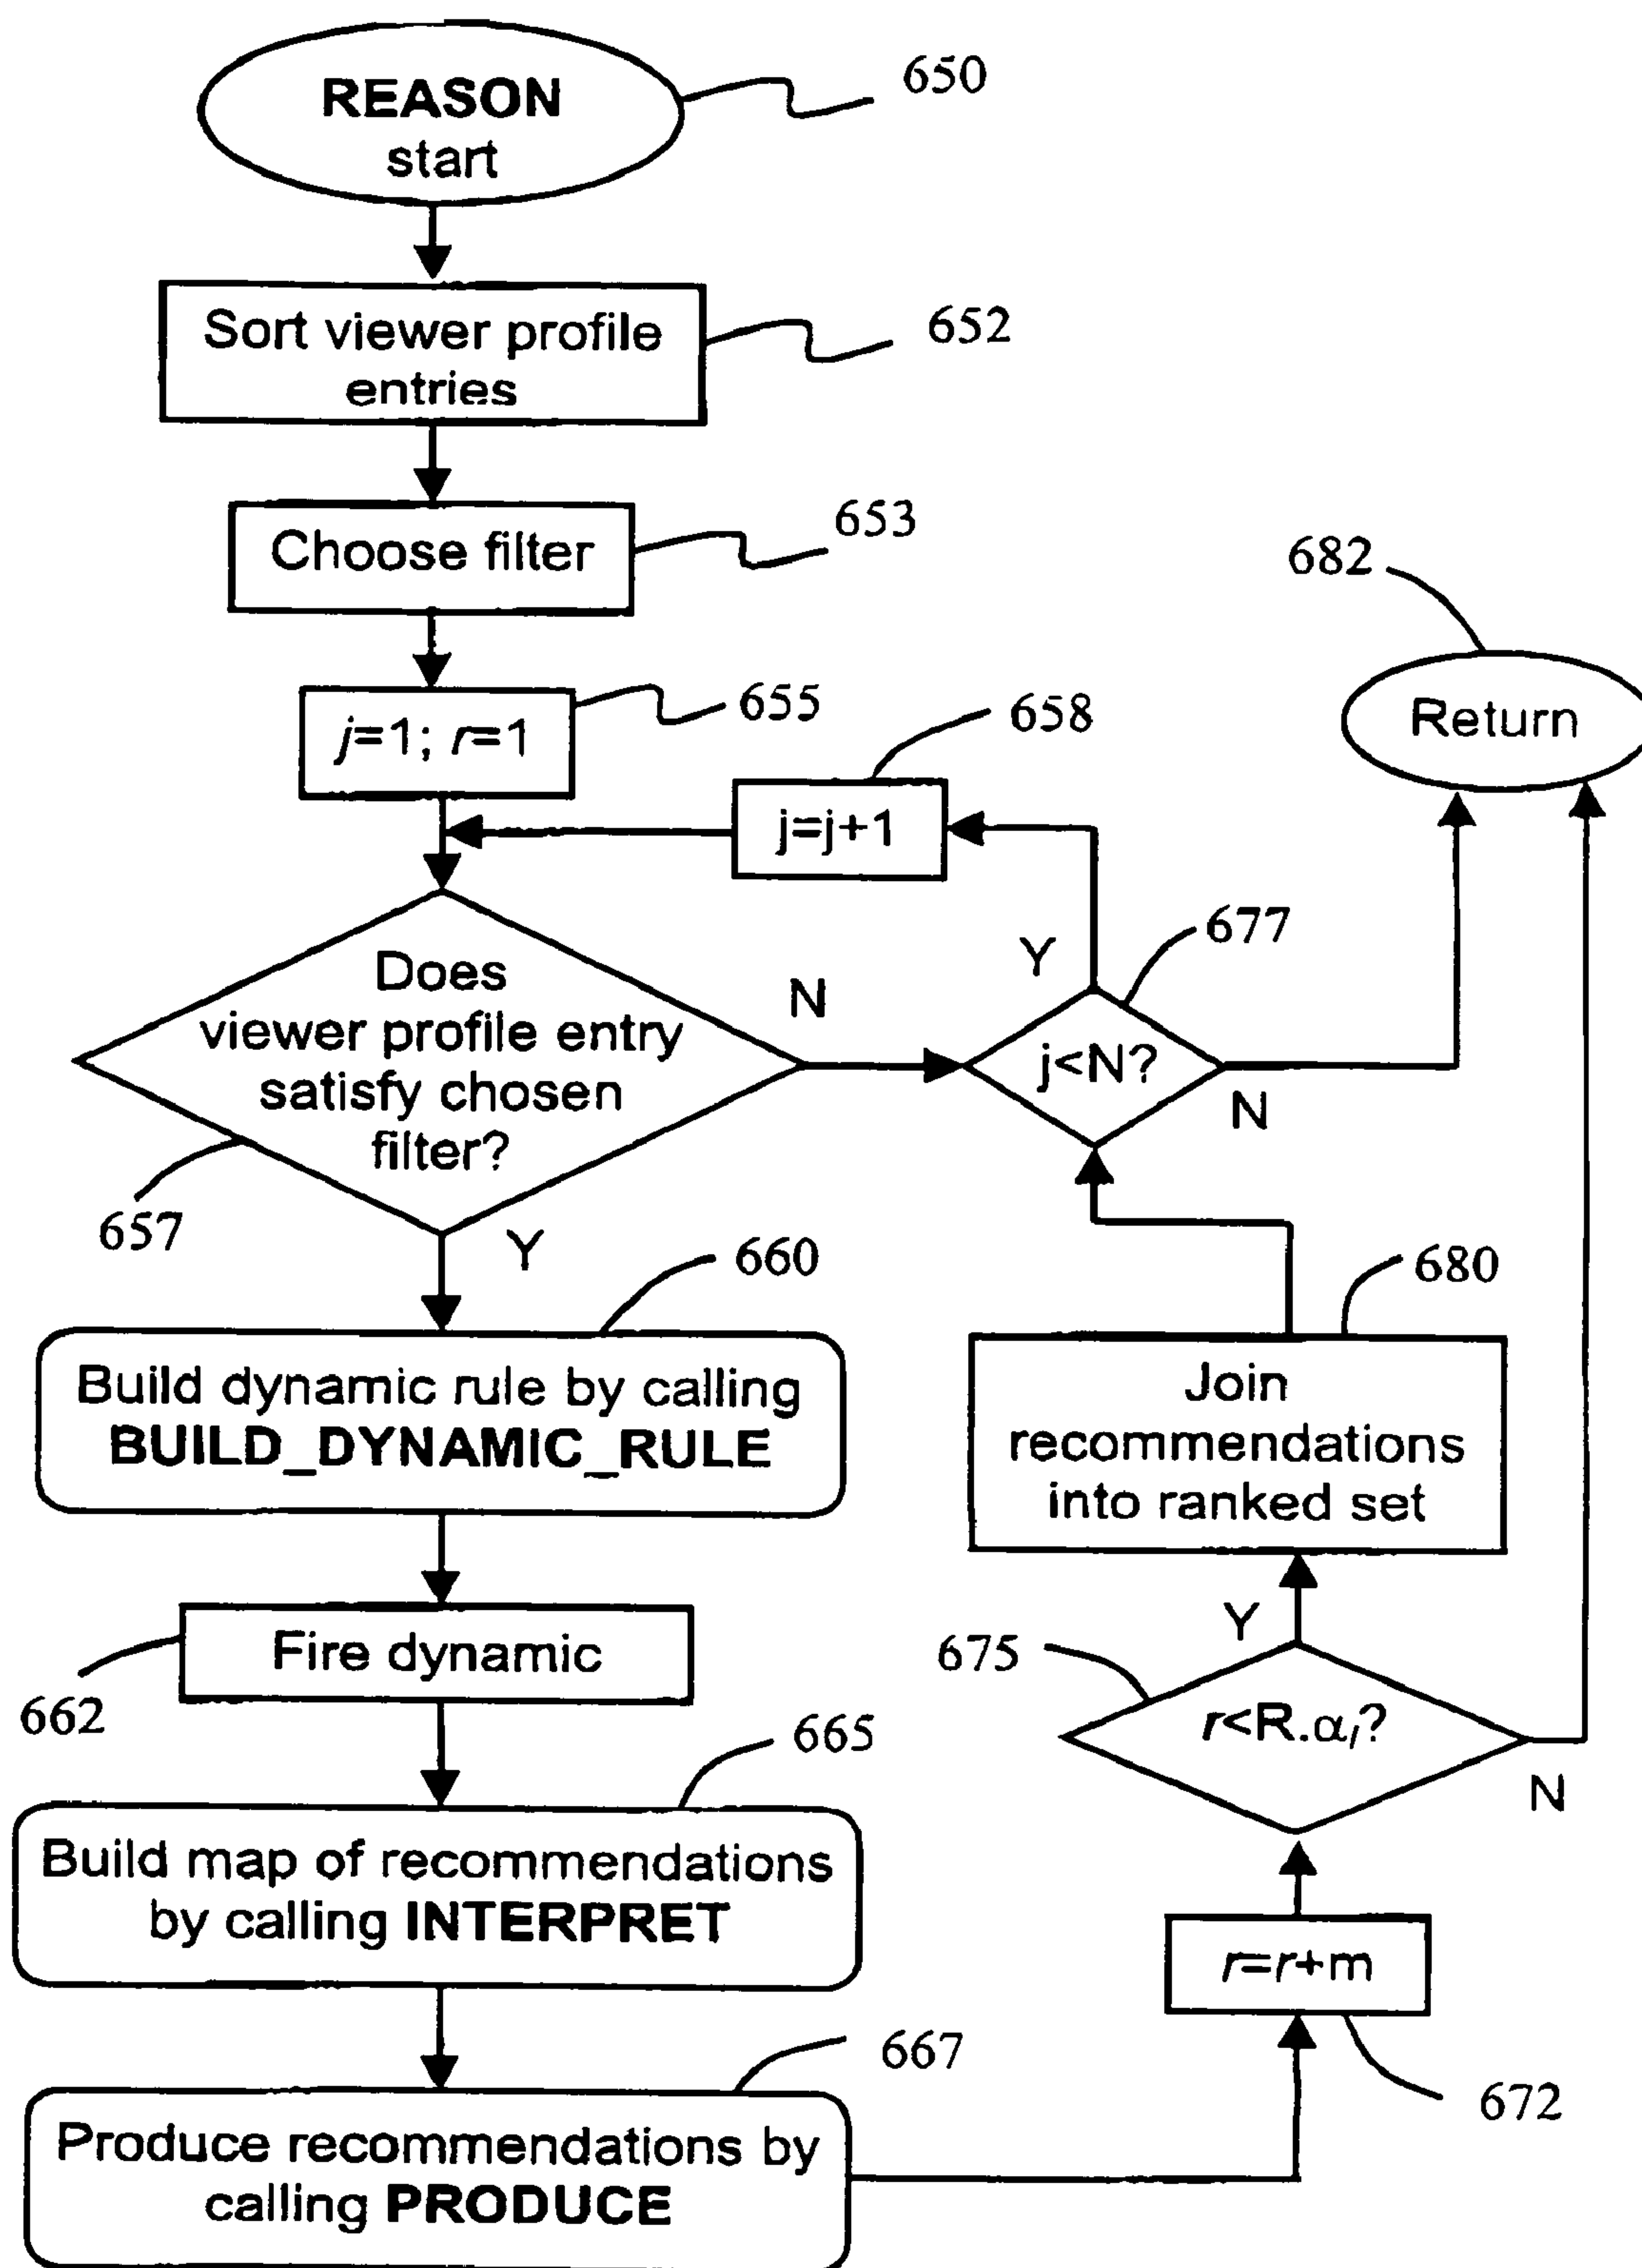 REASON
start
650
Sort viewer profile
entries
652
Choose filter
653
682
Return
j=1; r=1
655
658
j=j+1
677
Y
j<N?
N
Does
viewer profile entry
satisfy chosen
filter?
N
657
Y
660
Build dynamic rule by calling
BUILD_DYNAMIC_RULE
680
Join
recommendations
into ranked set
Fire dynamic
662
675
Y
r<R.αᵢ?
N
665
Build map of recommendations
by calling INTERPRET
r=r+m
672
667
Produce recommendations by
calling PRODUCE